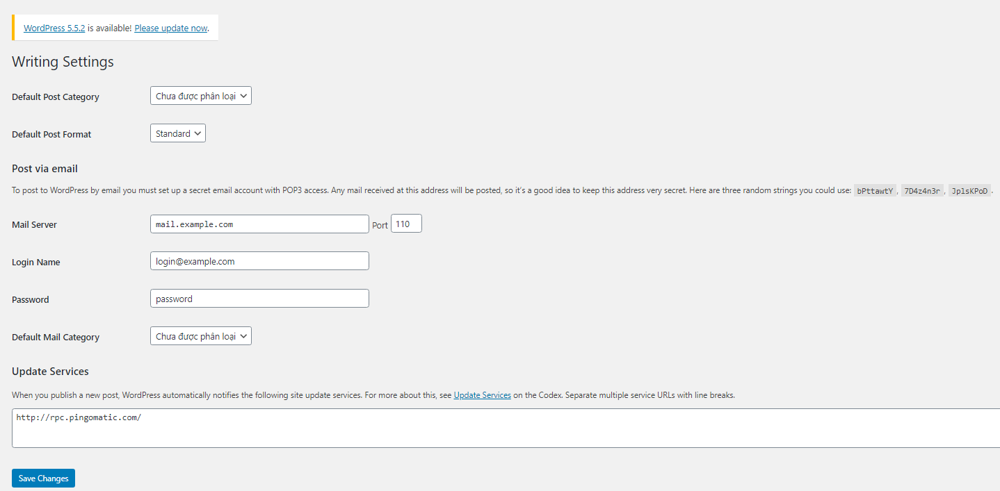 WordPress 5.5.2 is available! Please update now.
Writing Settings
Default Post Category Chưa được phân loại
Default Post Format Standard
Post via email
To post to WordPress by email you must set up a secret email account with POP3 access. Any mail received at this address will be posted, so it's a good idea to keep this address very secret. Here are three random strings you could use: bPttawtY, 7D4z4n3r, JplsKPoD.
Mail Server mail.example.com Port 110
Login Name login@example.com
Password password
Default Mail Category Chưa được phân loại
Update Services
When you publish a new post, WordPress automatically notifies the following site update services. For more about this, see Update Services on the Codex. Separate multiple service URLs with line breaks.
http://rpc.pingomatic.com/
Save Changes